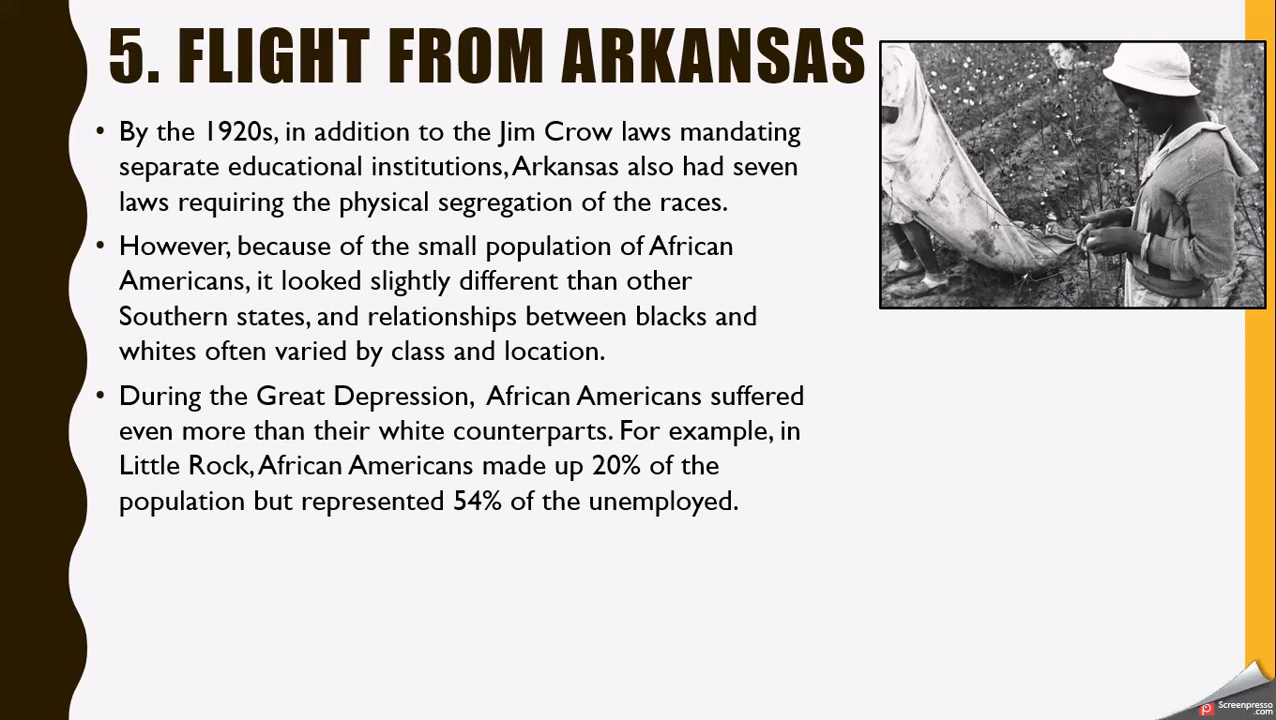 5. FLIGHT FROM ARKANSAS
• By the 1920s, in addition to the Jim Crow laws mandating
separate educational institutions, Arkansas also had seven
laws requiring the physical segregation of the races.
• However, because of the small population of African
Americans, it looked slightly different than other
Southern states, and relationships between blacks and
whites often varied by class and location.
• During the Great Depression, African Americans suffered
even more than their white counterparts. For example, in
Little Rock, African Americans made up 20% of the
population but represented 54% of the unemployed.
Screenpresso
.com